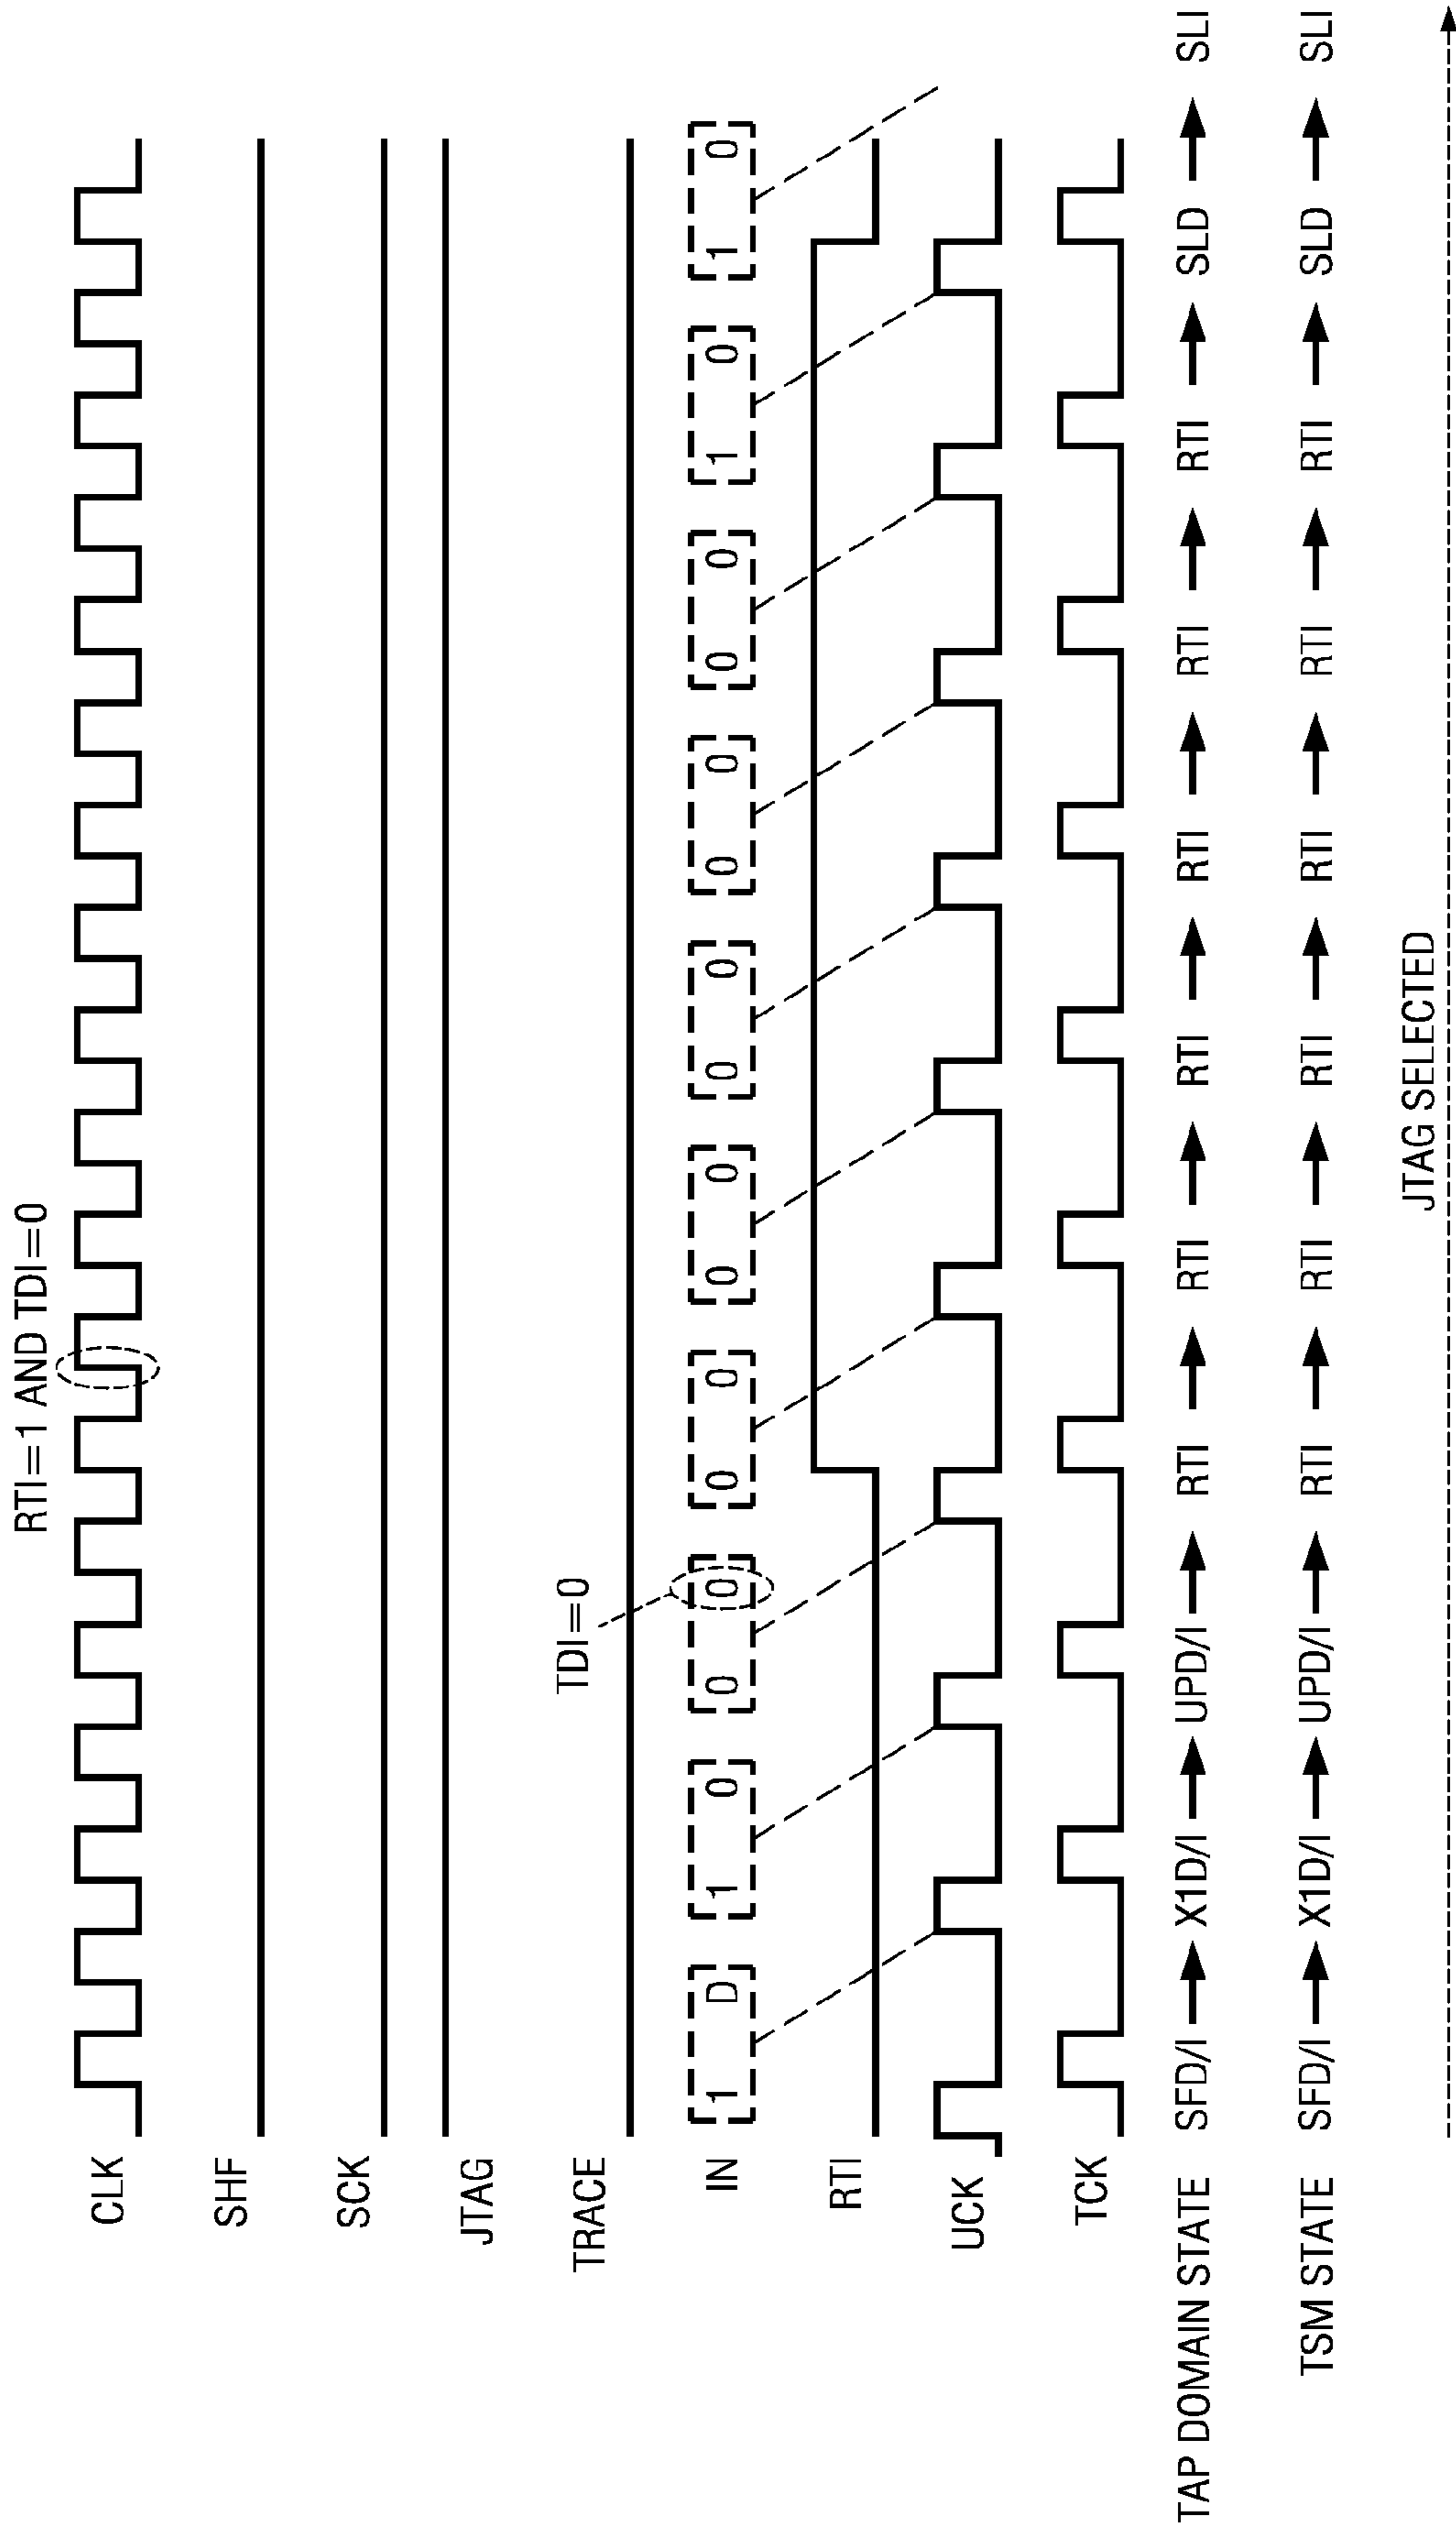 RTI=1 AND TDI=0
CLK
SHF
SCK
JTAG
TDI=0
TRACE
IN 1 D 1 0 0 0 0 0 0 0 0 0 0 0 0 0 1 0 1 0
RTI
UCK
TCK
TAP DOMAIN STATE SFD/I → X1D/I → UPD/I → RTI → RTI → RTI → RTI → RTI → RTI → SLD → SLI
TSM STATE SFD/I → X1D/I → UPD/I → RTI → RTI → RTI → RTI → RTI → RTI → SLD → SLI
JTAG SELECTED